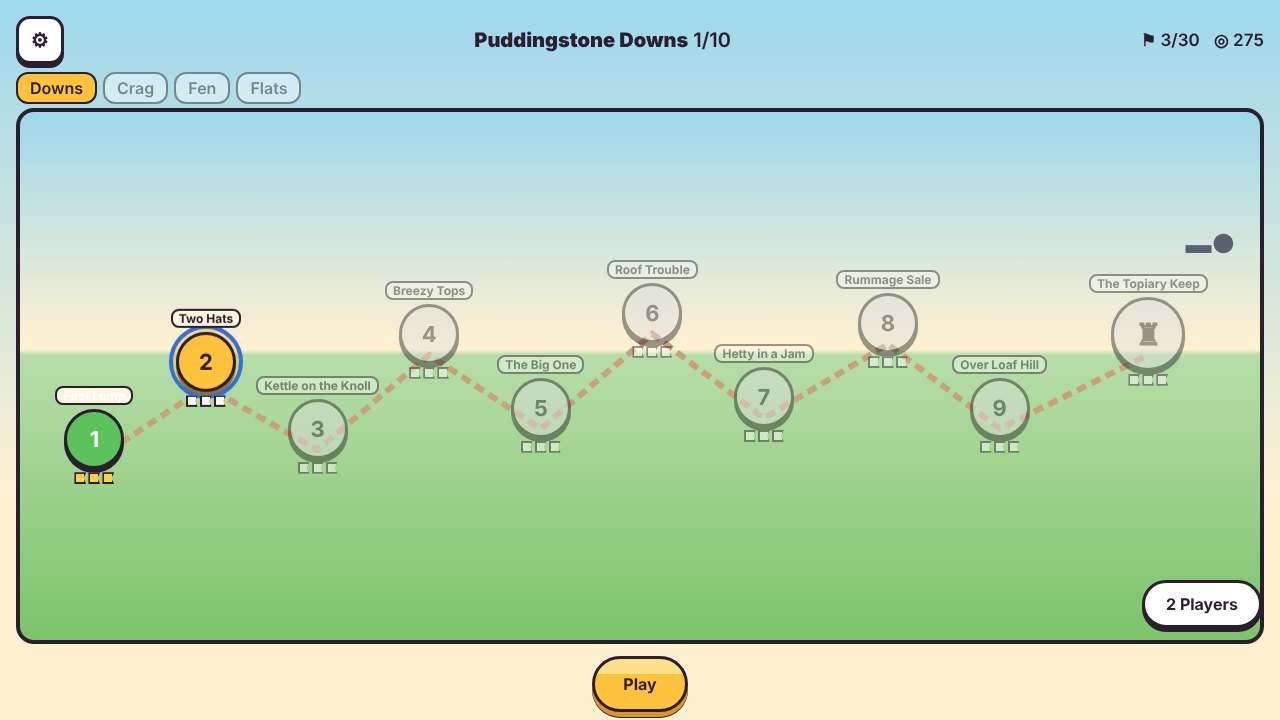 Puddingstone Downs 1/10
3/30 275
Downs Crag Fen Flats
Roof Trouble
Rummage Sale
The Topiary Keep
Breezy Tops
Two Hats
6
8
4
2
The Big One
Hetty in a Jam
Over Loaf Hill
Kettle on the Knoll
7
5
9
3
1
2 Players
Play